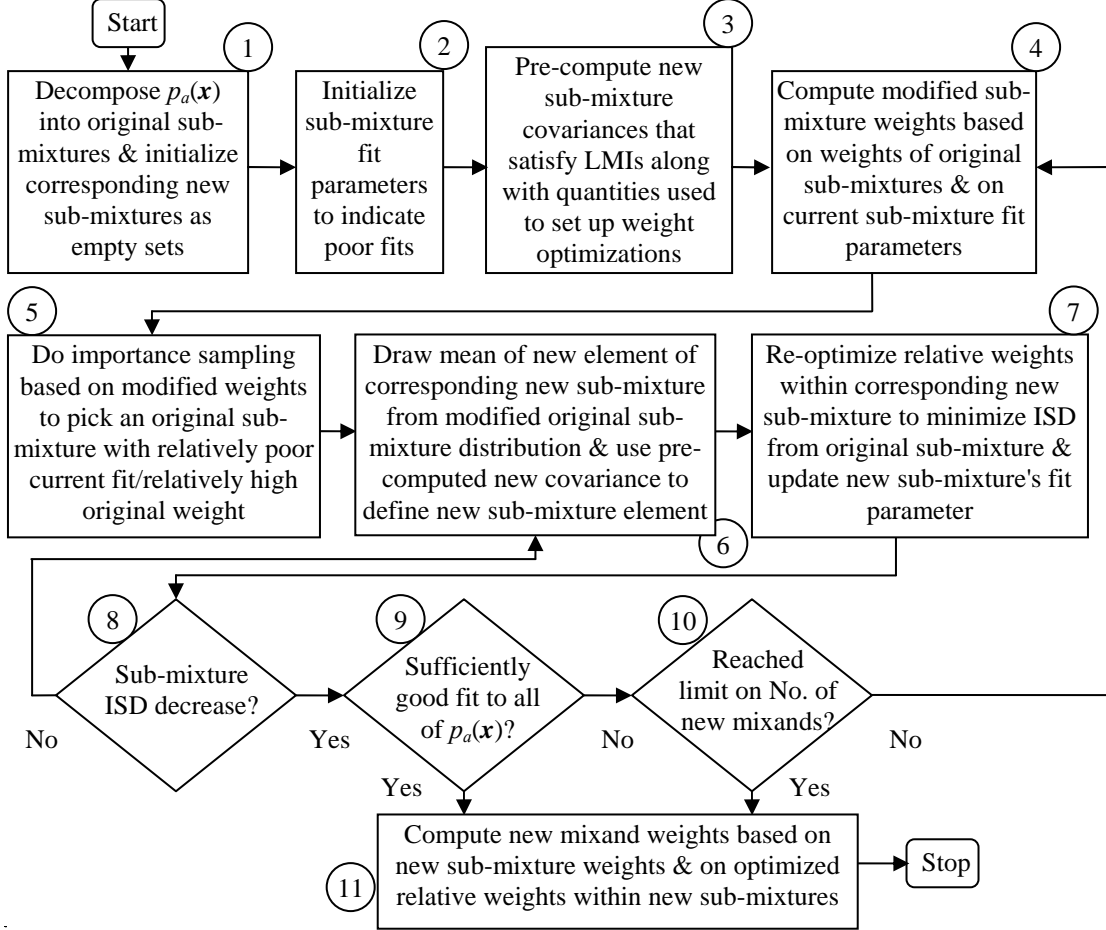 Start
1
Decompose pa(x)
into original sub-
mixtures & initialize
corresponding new
sub-mixtures as
empty sets
2
Initialize
sub-mixture
fit
parameters
to indicate
poor fits
3
Pre-compute new
sub-mixture
covariances that
satisfy LMIs along
with quantities used
to set up weight
optimizations
4
Compute modified sub-
mixture weights based
on weights of original
sub-mixtures & on
current sub-mixture fit
parameters
5
Do importance sampling
based on modified weights
to pick an original sub-
mixture with relatively poor
current fit/relatively high
original weight
Draw mean of new element of
corresponding new sub-mixture
from modified original sub-
mixture distribution & use pre-
computed new covariance to
define new sub-mixture element
6
7
Re-optimize relative weights
within corresponding new
sub-mixture to minimize ISD
from original sub-mixture &
update new sub-mixture's fit
parameter
8
Sub-mixture
ISD decrease?
No
Yes
9
Sufficiently
good fit to all
of pa(x)?
No
Yes
10
Reached
limit on No. of
new mixands?
No
Yes
11
Compute new mixand weights based on
new sub-mixture weights & on optimized
relative weights within new sub-mixtures
Stop